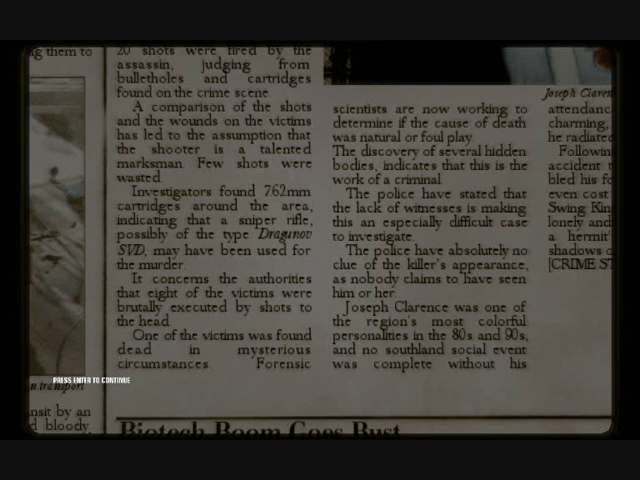 ng them to
20 shots were fired by the
assassin, judging from
bulletholes and cartridges
found on the crime scene.
A comparison of the shots
and the wounds on the victims
has led to the assumption that
the shooter is a talented
marksman. Few shots were
wasted.
Investigators found 7.62mm
cartridges around the area,
indicating that a sniper rifle,
possibly of the type Dragunov
SVD, may have been used for
the murder.
It concerns the authorities
that eight of the victims were
brutally executed by shots to
the head.
One of the victims was found
dead in mysterious
circumstances. Forensic
scientists are now working to
determine if the cause of death
was natural or foul play.
The discovery of several hidden
bodies, indicates that this is the
work of a criminal.
The police have stated that
the lack of witnesses is making
this an especially difficult case
to investigate.
The police have absolutely no
clue of the killer's appearance,
as nobody claims to have seen
him or her.
Joseph Clarence was one of
the region's most colorful
personalities in the 80s and 90s,
and no southland social event
was complete without his
Joseph Claren
attendanc
charming,
he radiate
Followin
accident t
bled his fo
even cost
Swing Kin
lonely and
a hermit'
shadows o
[CRIME ST
PRESS ENTER TO CONTINUE
n transport
ansit by an
d bloody
Biotech Boom Goes Bust